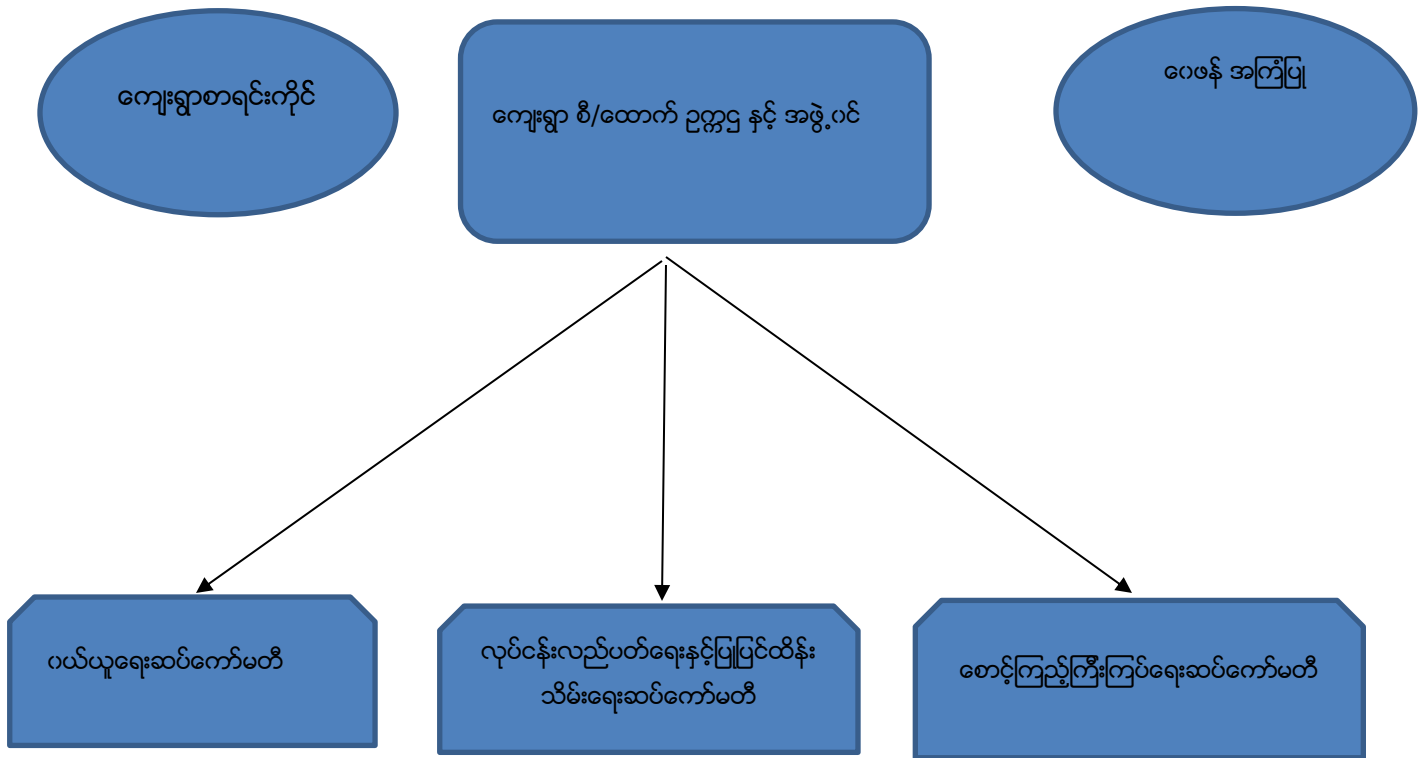 ကျေးရွာစာရင်းကိုင်
ကျေးရွာ စီ/ထောက် ဥက္ကဌ နှင့် အဖွဲ့ဝင်
ဝေဖန် အကြံပြု
ဝယ်ယူရေးဆပ်ကော်မတီ
လုပ်ငန်းလည်ပတ်ရေးနှင့်ပြုပြင်ထိန်း
သိမ်းရေးဆပ်ကော်မတီ
စောင့်ကြည့်ကြီးကြပ်ရေးဆပ်ကော်မတီ